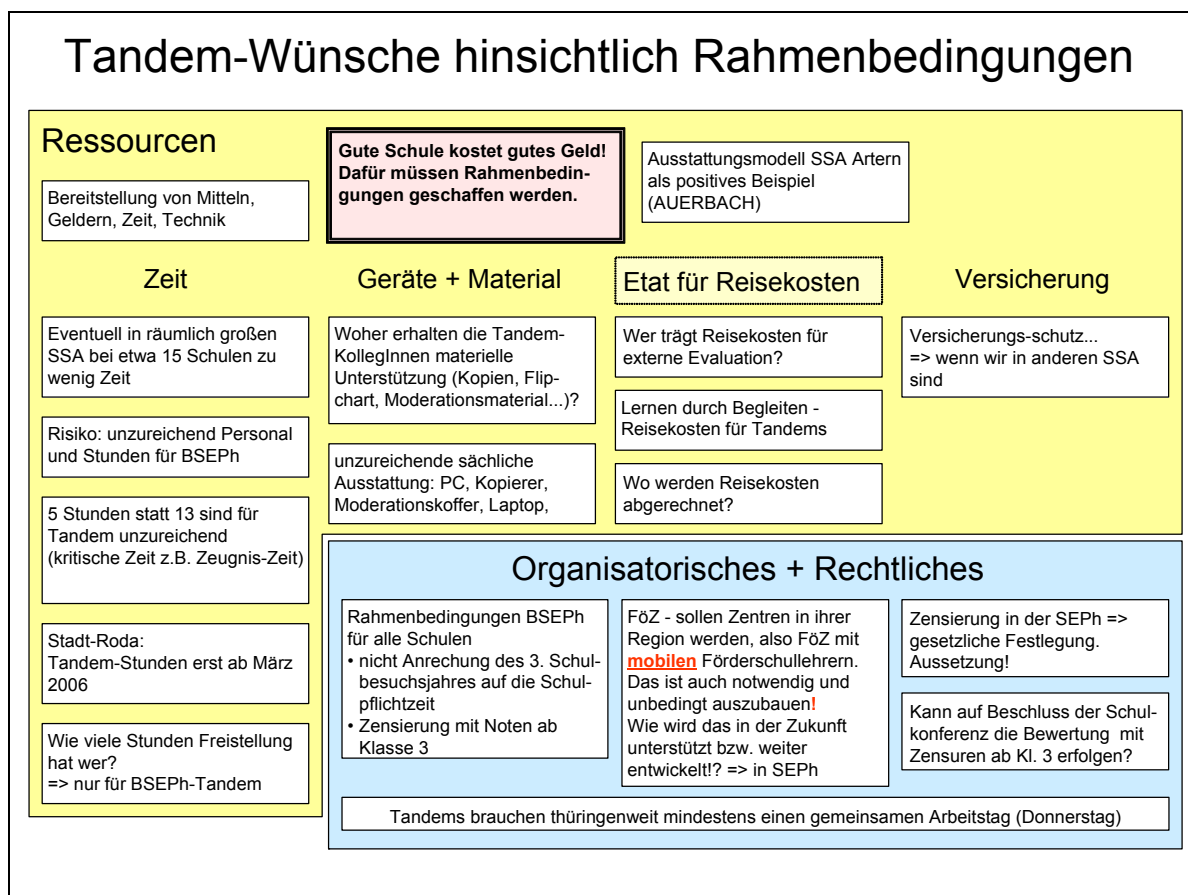 Tandem-Wünsche hinsichtlich Rahmenbedingungen
Ressourcen
Bereitstellung von Mitteln,
Geldern, Zeit, Technik
Gute Schule kostet gutes Geld!
Dafür müssen Rahmenbedin-
gungen geschaffen werden.
Ausstattungsmodell SSA Artern
als positives Beispiel
(AUERBACH)
Zeit
Eventuell in räumlich großen
SSA bei etwa 15 Schulen zu
wenig Zeit
Risiko: unzureichend Personal
und Stunden für BSEPh
5 Stunden statt 13 sind für
Tandem unzureichend
(kritische Zeit z.B. Zeugnis-Zeit)
Stadt-Roda:
Tandem-Stunden erst ab März
2006
Wie viele Stunden Freistellung
hat wer?
=> nur für BSEPh-Tandem
Geräte + Material
Woher erhalten die Tandem-
KollegInnen materielle
Unterstützung (Kopien, Flip-
chart, Moderationsmaterial...)?
unzureichende sächliche
Ausstattung: PC, Kopierer,
Moderationskoffer, Laptop,
Etat für Reisekosten
Wer trägt Reisekosten für
externe Evaluation?
Lernen durch Begleiten -
Reisekosten für Tandems
Wo werden Reisekosten
abgerechnet?
Versicherung
Versicherungs-schutz...
=> wenn wir in anderen SSA
sind
Organisatorisches + Rechtliches
Rahmenbedingungen BSEPh
für alle Schulen
• nicht Anrechung des 3. Schul-
besuchsjahres auf die Schul-
pflichtzeit
• Zensierung mit Noten ab
Klasse 3
FöZ - sollen Zentren in ihrer
Region werden, also FöZ mit
mobilen Förderschullehrern.
Das ist auch notwendig und
unbedingt auszubauen!
Wie wird das in der Zukunft
unterstützt bzw. weiter
entwickelt!? => in SEPh
Zensierung in der SEPh =>
gesetzliche Festlegung.
Aussetzung!
Kann auf Beschluss der Schul-
konferenz die Bewertung mit
Zensuren ab Kl. 3 erfolgen?
Tandems brauchen thüringenweit mindestens einen gemeinsamen Arbeitstag (Donnerstag)